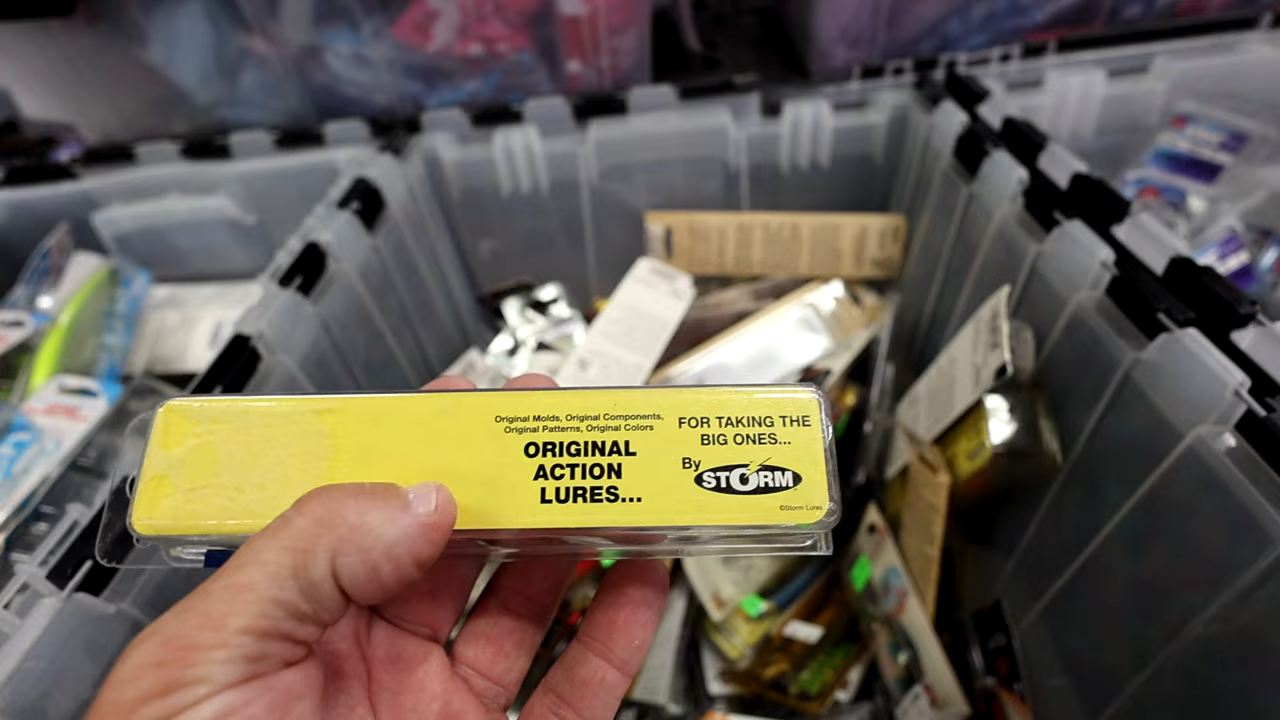 Original Molds, Original Components,
Original Patterns, Original Colors
ORIGINAL
ACTION
LURES...
FOR TAKING THE
BIG ONES...
By
STORM
©Storm Lures